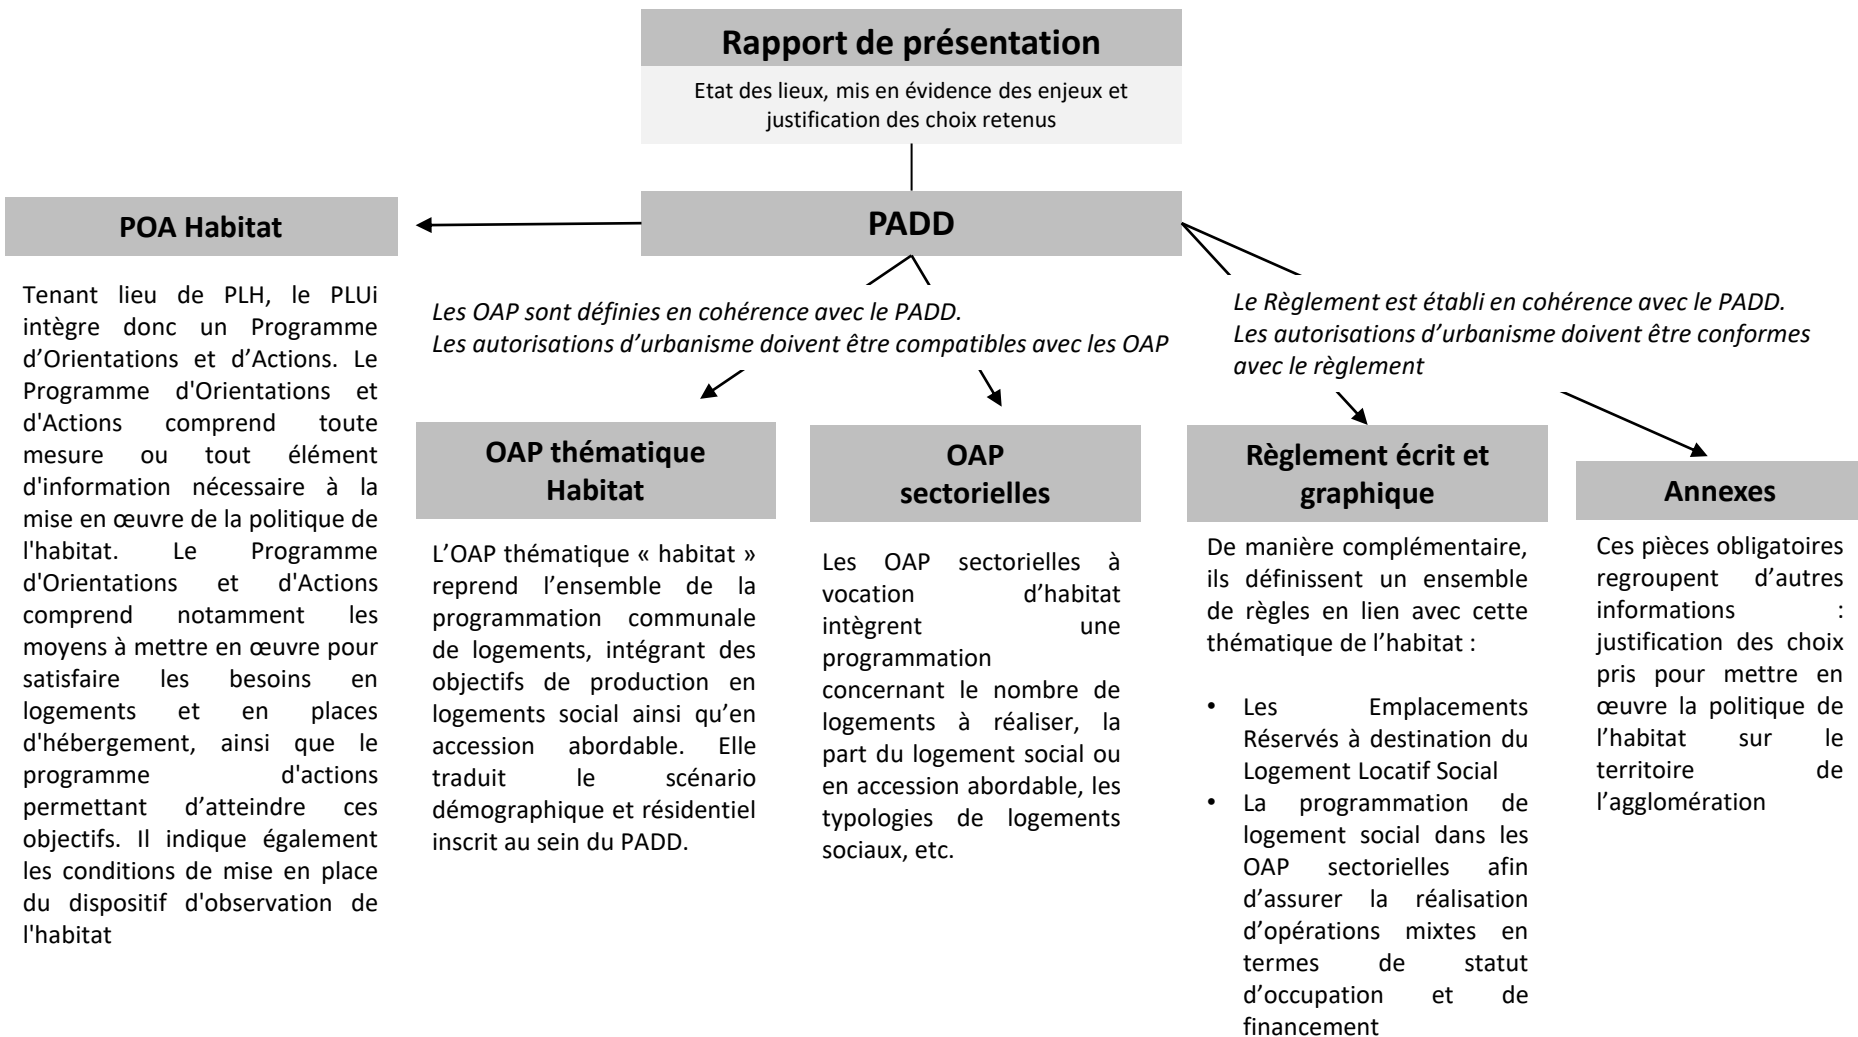 Rapport de présentation
Etat des lieux, mis en évidence des enjeux et
justification des choix retenus
PADD
POA Habitat
Tenant lieu de PLH, le PLUi
intègre donc un Programme
d’Orientations et d’Actions. Le
Programme d'Orientations et
d'Actions comprend toute
mesure ou tout élément
d'information nécessaire à la
mise en œuvre de la politique de
l'habitat. Le Programme
d'Orientations et d'Actions
comprend notamment les
moyens à mettre en œuvre pour
satisfaire les besoins en
logements et en places
d'hébergement, ainsi que le
programme d'actions
permettant d’atteindre ces
objectifs. Il indique également
les conditions de mise en place
du dispositif d'observation de
l'habitat
Les OAP sont définies en cohérence avec le PADD.
Les autorisations d’urbanisme doivent être compatibles avec les OAP
Le Règlement est établi en cohérence avec le PADD.
Les autorisations d’urbanisme doivent être conformes
avec le règlement
OAP thématique
Habitat
L’OAP thématique « habitat »
reprend l’ensemble de la
programmation communale
de logements, intégrant des
objectifs de production en
logements social ainsi qu’en
accession abordable. Elle
traduit le scénario
démographique et résidentiel
inscrit au sein du PADD.
OAP
sectorielles
Les OAP sectorielles à
vocation d’habitat
intègrent une
programmation
concernant le nombre de
logements à réaliser, la
part du logement social ou
en accession abordable, les
typologies de logements
sociaux, etc.
Règlement écrit et
graphique
De manière complémentaire,
ils définissent un ensemble
de règles en lien avec cette
thématique de l’habitat :
• Les Emplacements
Réservés à destination du
Logement Locatif Social
• La programmation de
logement social dans les
OAP sectorielles afin
d’assurer la réalisation
d’opérations mixtes en
termes de statut
d’occupation et de
financement
Annexes
Ces pièces obligatoires
regroupent d’autres
informations :
justification des choix
pris pour mettre en
œuvre la politique de
l’habitat sur le
territoire de
l’agglomération